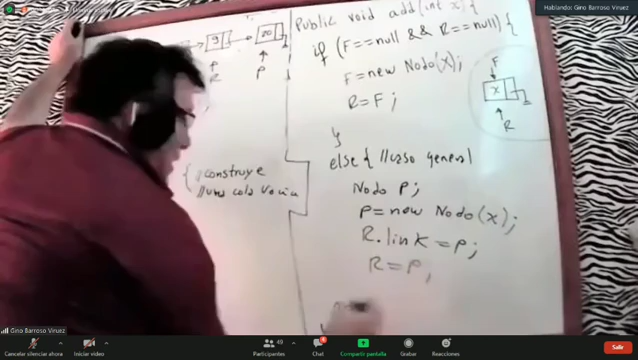 Hablando: Gino Barroso Viruez
Public void add(int x){
if (F==null && R==null){
F=new Nodo(x);
R=F;
}
else{ //caso general
Nodo p;
p=new Nodo(x);
R.link=p;
R=p;
9
20
P
R
P
{ //construye
//una cola vacia
F
x
R
Gino Barroso Viruez
Cancelar silenciar ahora
Iniciar video
49
Participantes
Chat
Compartir pantalla
Grabar
Reacciones
Salir